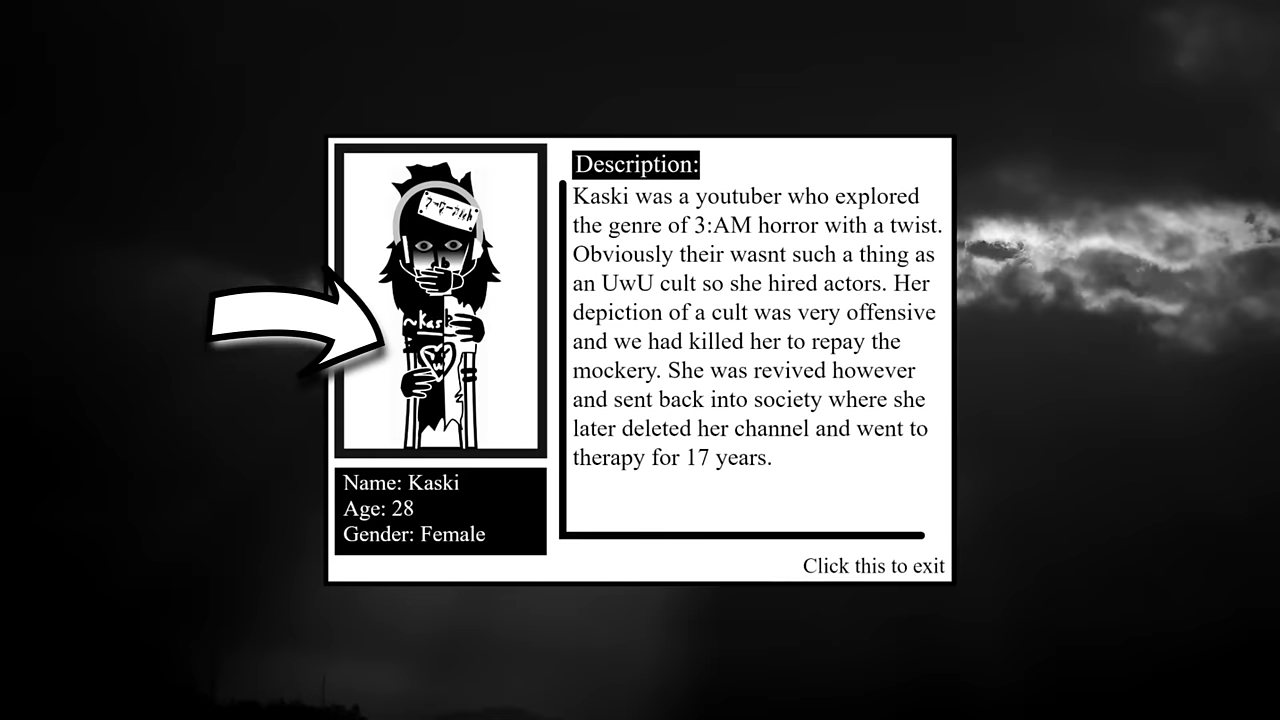 Description:
Kaski was a youtuber who explored
the genre of 3:AM horror with a twist.
Obviously their wasnt such a thing as
an UwU cult so she hired actors. Her
depiction of a cult was very offensive
and we had killed her to repay the
mockery. She was revived however
and sent back into society where she
later deleted her channel and went to
therapy for 17 years.
Name: Kaski
Age: 28
Gender: Female
Click this to exit